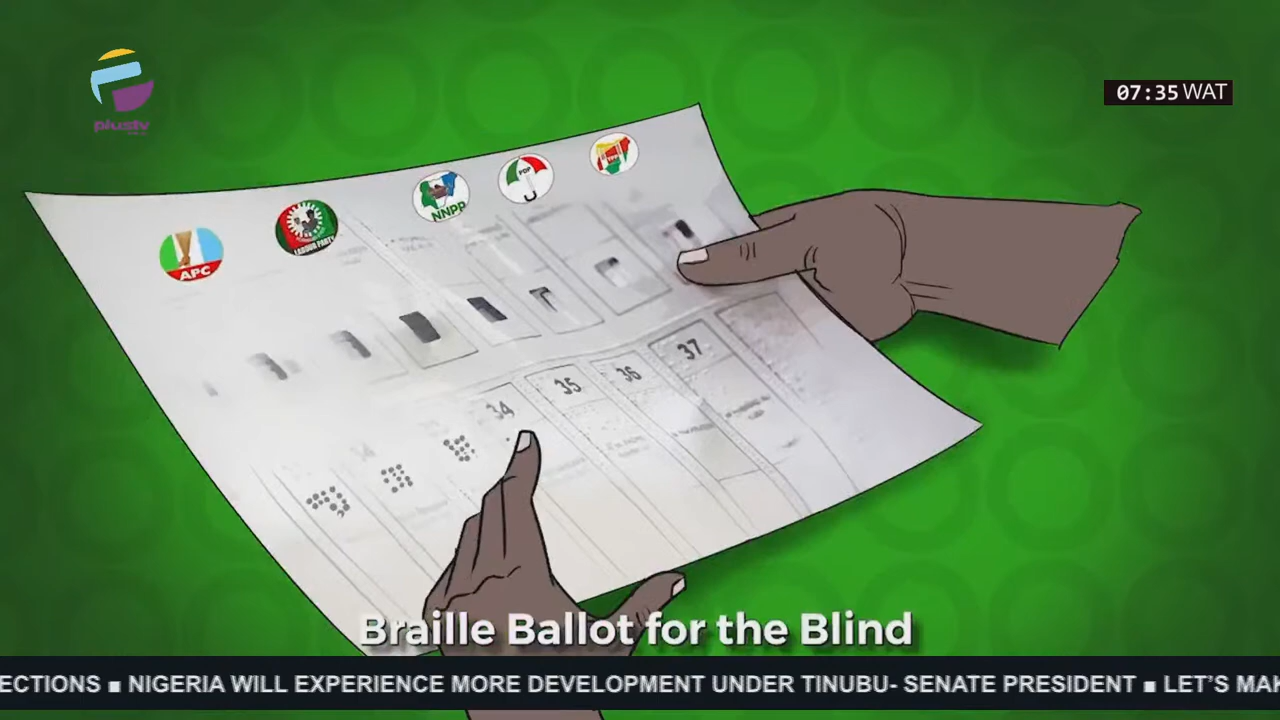 plustv
07:35 WAT
PDP
NNPP
LABOUR PARTY
APC
37
36
35
34
Braille Ballot for the Blind
ECTIONS ■ NIGERIA WILL EXPERIENCE MORE DEVELOPMENT UNDER TINUBU- SENATE PRESIDENT ■ LET'S MAK